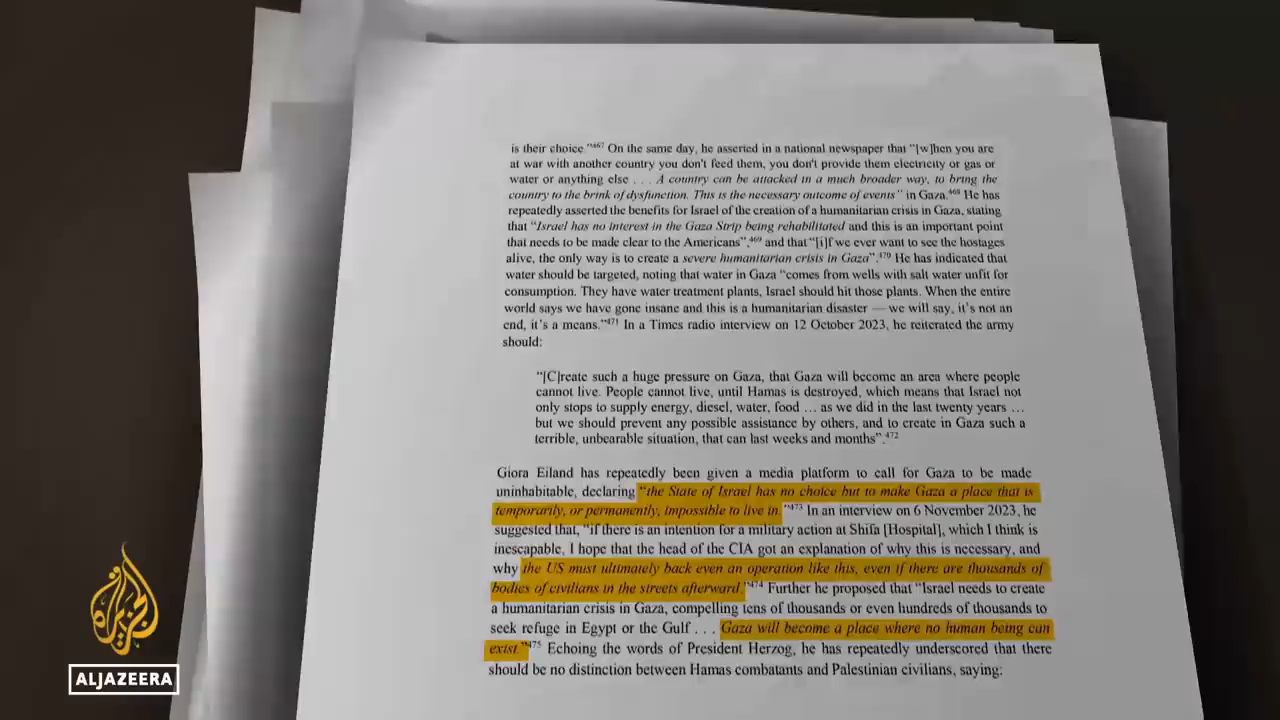 is their choice."467 On the same day, he asserted in a national newspaper that "[w]hen you are
at war with another country you don't feed them, you don't provide them electricity or gas or
water or anything else . . . A country can be attacked in a much broader way, to bring the
country to the brink of dysfunction. This is the necessary outcome of events" in Gaza.468 He has
repeatedly asserted the benefits for Israel of the creation of a humanitarian crisis in Gaza, stating
that "Israel has no interest in the Gaza Strip being rehabilitated and this is an important point
that needs to be made clear to the Americans",469 and that "[i]f we ever want to see the hostages
alive, the only way is to create a severe humanitarian crisis in Gaza".470 He has indicated that
water should be targeted, noting that water in Gaza "comes from wells with salt water unfit for
consumption. They have water treatment plants, Israel should hit those plants. When the entire
world says we have gone insane and this is a humanitarian disaster — we will say, it's not an
end, it's a means."471 In a Times radio interview on 12 October 2023, he reiterated the army
should:
"[C]reate such a huge pressure on Gaza, that Gaza will become an area where people
cannot live. People cannot live, until Hamas is destroyed, which means that Israel not
only stops to supply energy, diesel, water, food ... as we did in the last twenty years ...
but we should prevent any possible assistance by others, and to create in Gaza such a
terrible, unbearable situation, that can last weeks and months".472
Giora Eiland has repeatedly been given a media platform to call for Gaza to be made
uninhabitable, declaring "the State of Israel has no choice but to make Gaza a place that is
temporarily, or permanently, impossible to live in."473 In an interview on 6 November 2023, he
suggested that, "if there is an intention for a military action at Shifa [Hospital], which I think is
inescapable, I hope that the head of the CIA got an explanation of why this is necessary, and
why the US must ultimately back even an operation like this, even if there are thousands of
bodies of civilians in the streets afterward."474 Further he proposed that "Israel needs to create
a humanitarian crisis in Gaza, compelling tens of thousands or even hundreds of thousands to
seek refuge in Egypt or the Gulf . . . Gaza will become a place where no human being can
exist."475 Echoing the words of President Herzog, he has repeatedly underscored that there
should be no distinction between Hamas combatants and Palestinian civilians, saying:
الجزيرة
ALJAZEERA